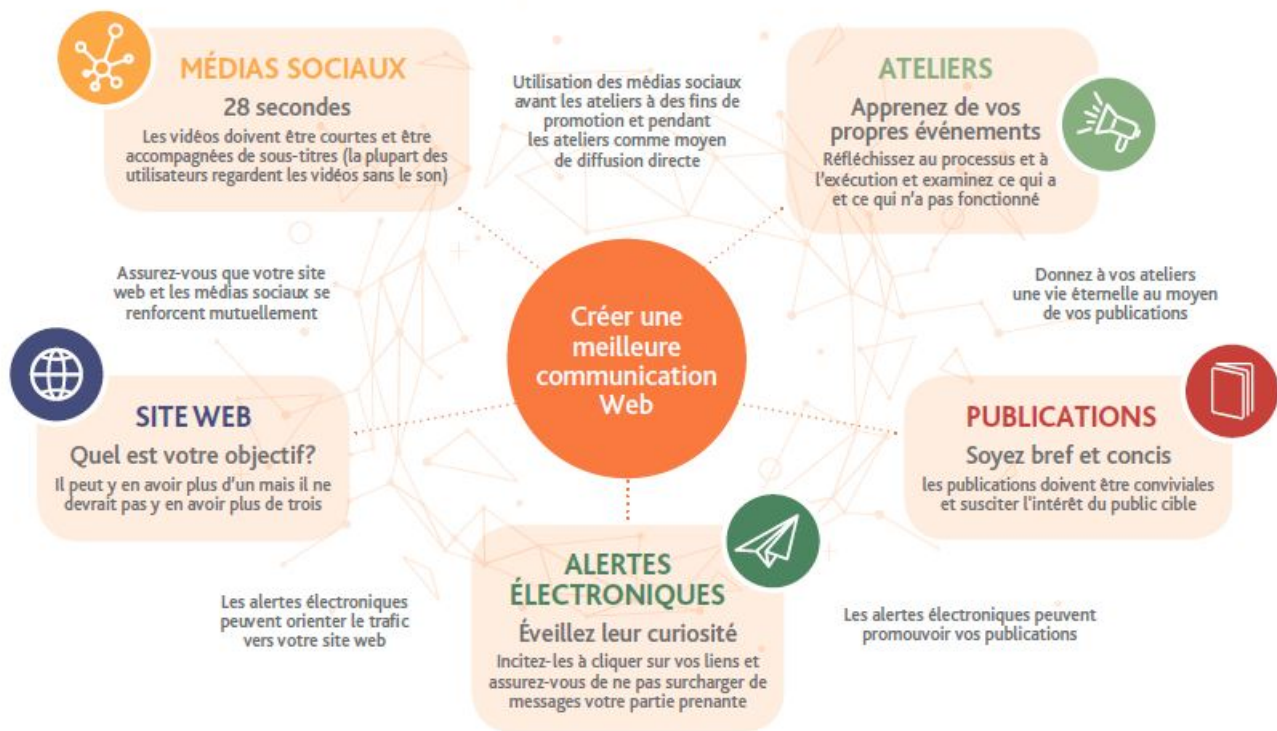 MÉDIAS SOCIAUX
28 secondes
Les vidéos doivent être courtes et être
accompagnées de sous-titres (la plupart des
utilisateurs regardent les vidéos sans le son)
Utilisation des médias sociaux
avant les ateliers à des fins de
promotion et pendant
les ateliers comme moyen
de diffusion directe
ATELIERS
Apprenez de vos
propres événements
Réfléchissez au processus et à
l'exécution et examinez ce qui a
et ce qui n'a pas fonctionné
Assurez-vous que votre site
web et les médias sociaux se
renforcent mutuellement
Créer une
meilleure
communication
Web
Donnez à vos ateliers
une vie éternelle au moyen
de vos publications
SITE WEB
Quel est votre objectif?
Il peut y en avoir plus d'un mais il ne
devrait pas y en avoir plus de trois
PUBLICATIONS
Soyez bref et concis
les publications doivent être conviviales
et susciter l'intérêt du public cible
Les alertes électroniques
peuvent orienter le trafic
vers votre site web
ALERTES
ÉLECTRONIQUES
Éveillez leur curiosité
Incitez-les à cliquer sur vos liens et
assurez-vous de ne pas surcharger de
messages votre partie prenante
Les alertes électroniques peuvent
promouvoir vos publications